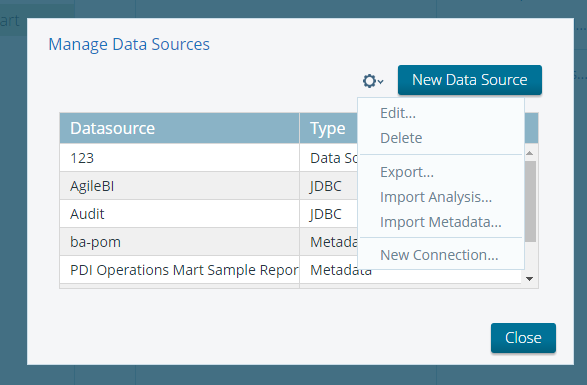 art
Manage Data Sources
New Data Source
Edit...
Delete
Export...
Import Analysis...
Import Metadata...
New Connection...
Datasource Type
123 Data So
AgileBI JDBC
Audit JDBC
ba-pom Metada
PDI Operations Mart Sample Repor Metadata
Close